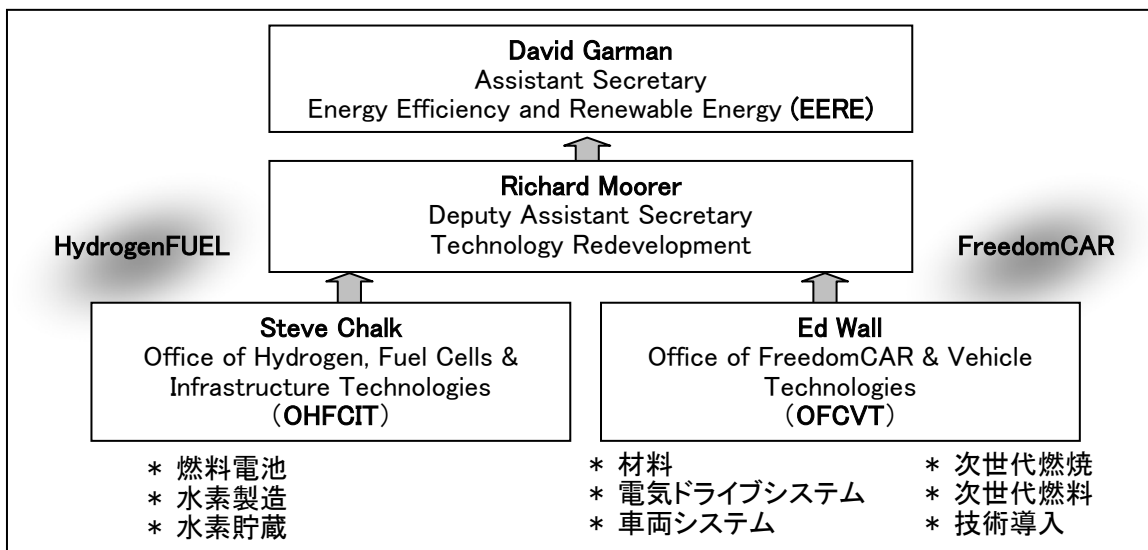 David Garman
Assistant Secretary
Energy Efficiency and Renewable Energy (EERE)
Richard Moorer
Deputy Assistant Secretary
Technology Redevelopment
HydrogenFUEL
FreedomCAR
Steve Chalk
Office of Hydrogen, Fuel Cells &
Infrastructure Technologies
（OHFCIT）
Ed Wall
Office of FreedomCAR & Vehicle
Technologies
（OFCVT）
* 燃料電池
* 水素製造
* 水素貯蔵
* 材料
* 電気ドライブシステム
* 車両システム
* 次世代燃焼
* 次世代燃料
* 技術導入